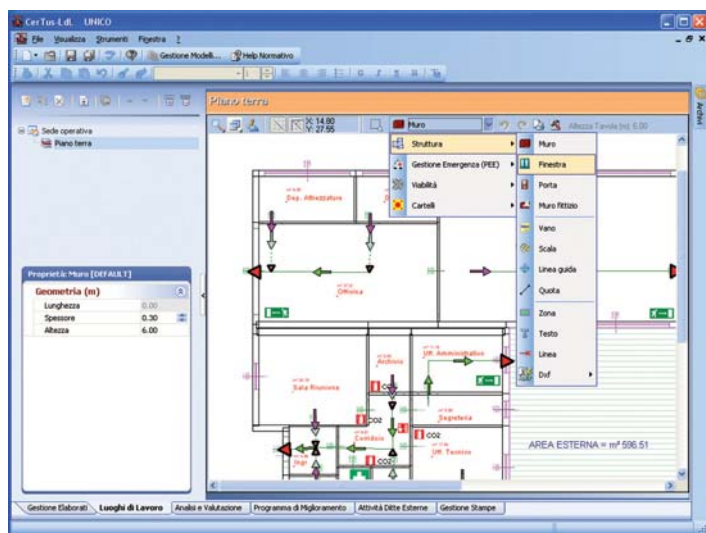 CerTus-LdL UNICO
File Visualizza Strumenti Finestra ?
Gestione Modelli... Help Normativo
Piano terra
Archivi
X: 14.80
Y: 27.55
Muro
Altezza Tavola (m): 6.00
Sede operativa
Piano terra
Struttura
Gestione Emergenza (PEE)
Viabilità
Cartelli
Muro
Finestra
Porta
Muro fittizio
Vano
Scala
Linea guida
Quota
Zona
Testo
Linea
Dxf
Dep. Attrezzature
Officina
Proprietà: Muro [DEFAULT]
Geometria (m)
Lunghezza 0.00
Spessore 0.30
Altezza 6.00
Archivio
Uff. Amministrativo
Sala Riunione
CO2
Segreteria
CO2
Corridoio
CO2
Uff. Tecnico
Ingr.
AREA ESTERNA = m² 596.51
Gestione Elaborati Luoghi di Lavoro Analisi e Valutazione Programma di Miglioramento Attività Ditte Esterne Gestione Stampe